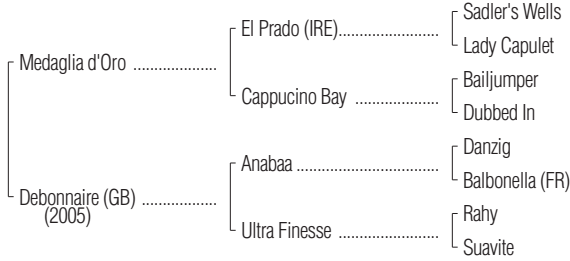 Sadler's Wells
El Prado (IRE)
Lady Capulet
Medaglia d'Oro
Bailjumper
Cappucino Bay
Dubbed In
Danzig
Anabaa
Balbonella (FR)
Debonnaire (GB)
(2005)
Rahy
Ultra Finesse
Suavite